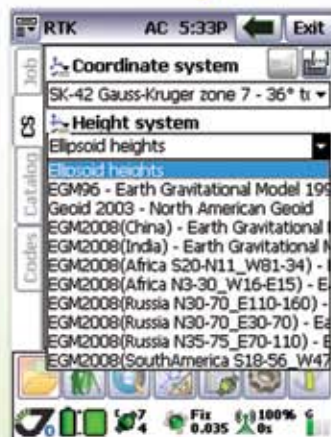 RTK AC 5:33P Exit
Job
Coordinate system
SK-42 Gauss-Kruger zone 7 - 36° t
CS
Height system
Ellipsoid heights
Ellipsoid heights
EGM96 - Earth Gravitational Model 199
Catalog
Geoid 2003 - North American Geoid
EGM2008(China) - Earth Gravitational
EGM2008(India) - Earth Gravitational M
Codes
EGM2008(Africa S20-N11_W81-34) - E
EGM2008(Africa N3-30_W16-E15) - EA
EGM2008(Russia N30-70_E110-160) -
EGM2008(Russia N30-70_E30-70) - EA
EGM2008(Russia N35-75_E70-110) - E
EGM2008(SouthAmerica S18-56_W47
7
4
Fix
0.035
100%
0s
G